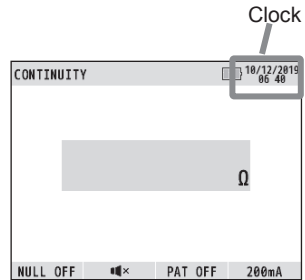 Clock
CONTINUITY 10/12/2019
06 40
Ω
NULL OFF × PAT OFF 200mA